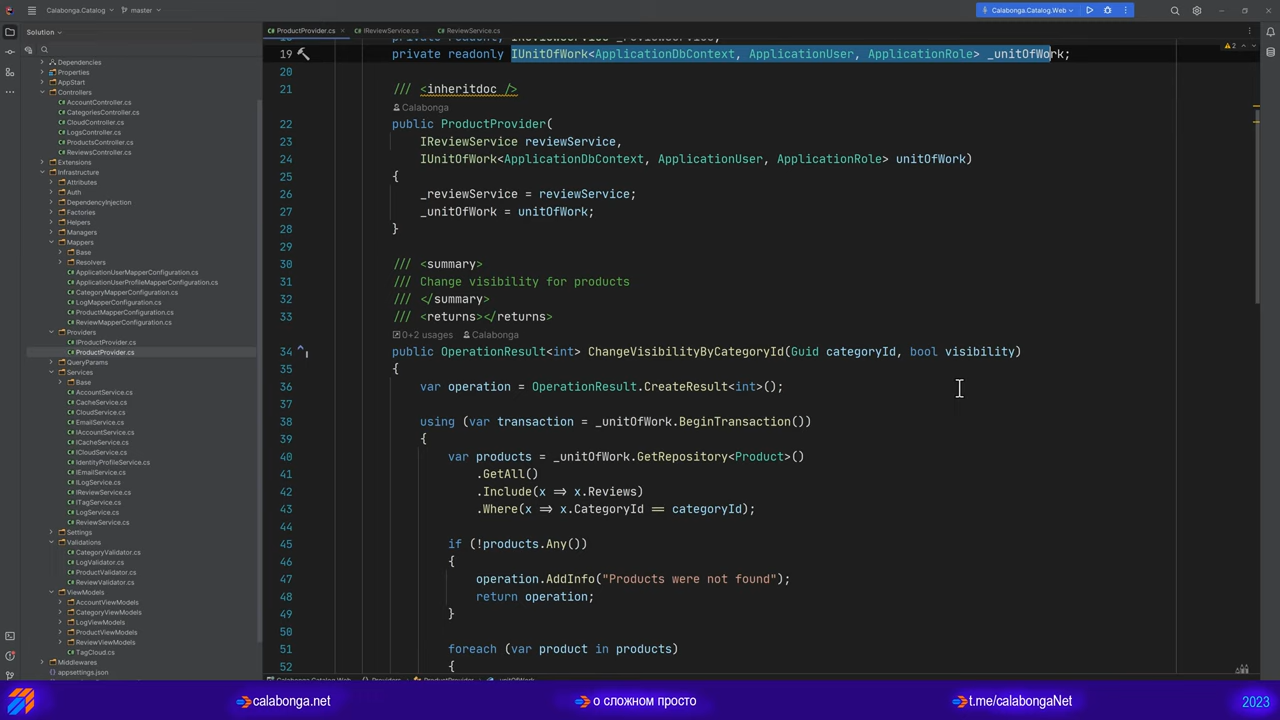 Calabonga.Catalog
master
Calabonga.Catalog.Web
Solution
ProductProvider.cs
IReviewService.cs
ReviewService.cs
Dependencies
Properties
AppStart
Controllers
AccountController.cs
CategoriesController.cs
CloudController.cs
LogsController.cs
ProductsController.cs
ReviewsController.cs
Extensions
Infrastructure
Attributes
Auth
DependencyInjection
Factories
Helpers
Managers
Mappers
Base
Resolvers
ApplicationUserMapperConfiguration.cs
ApplicationUserProfileMapperConfiguration.cs
CategoryMapperConfiguration.cs
LogMapperConfiguration.cs
ProductMapperConfiguration.cs
ReviewMapperConfiguration.cs
Providers
IProductProvider.cs
ProductProvider.cs
QueryParams
Services
Base
AccountService.cs
CacheService.cs
CloudService.cs
EmailService.cs
IAccountService.cs
ICacheService.cs
ICloudService.cs
IdentityProfileService.cs
IEmailService.cs
ILogService.cs
IReviewService.cs
ITagService.cs
LogService.cs
ReviewService.cs
Settings
Validations
CategoryValidator.cs
LogValidator.cs
ProductValidator.cs
ReviewValidator.cs
ViewModels
AccountViewModels
CategoryViewModels
LogViewModels
ProductViewModels
ReviewViewModels
TagCloud.cs
Middlewares
appsettings.json
2
19 private readonly IUnitOfWork<ApplicationDbContext, ApplicationUser, ApplicationRole> _unitOfWork;
20
21 /// <inheritdoc />
Calabonga
22 public ProductProvider(
23 IReviewService reviewService,
24 IUnitOfWork<ApplicationDbContext, ApplicationUser, ApplicationRole> unitOfWork)
25 {
26 _reviewService = reviewService;
27 _unitOfWork = unitOfWork;
28 }
29
30 /// <summary>
31 /// Change visibility for products
32 /// </summary>
33 /// <returns></returns>
0+2 usages Calabonga
34 public OperationResult<int> ChangeVisibilityByCategoryId(Guid categoryId, bool visibility)
35 {
36 var operation = OperationResult.CreateResult<int>();
37
38 using (var transaction = _unitOfWork.BeginTransaction())
39 {
40 var products = _unitOfWork.GetRepository<Product>()
41 .GetAll()
42 .Include(x => x.Reviews)
43 .Where(x => x.CategoryId == categoryId);
44
45 if (!products.Any())
46 {
47 operation.AddInfo("Products were not found");
48 return operation;
49 }
50
51 foreach (var product in products)
52 {
calabonga.net
о сложном просто
t.me/calabongaNet
2023